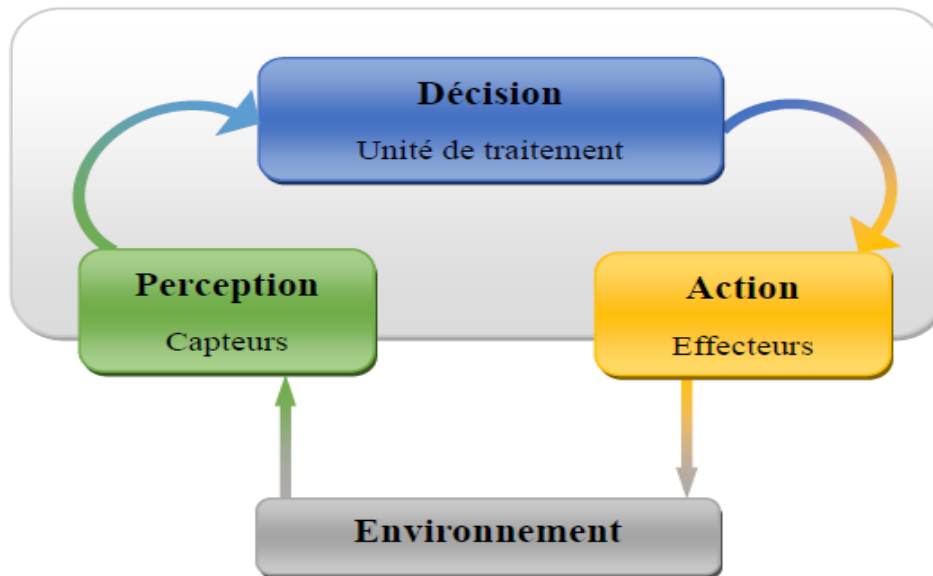 Décision
Unité de traitement
Perception
Capteurs
Action
Effecteurs
Environnement